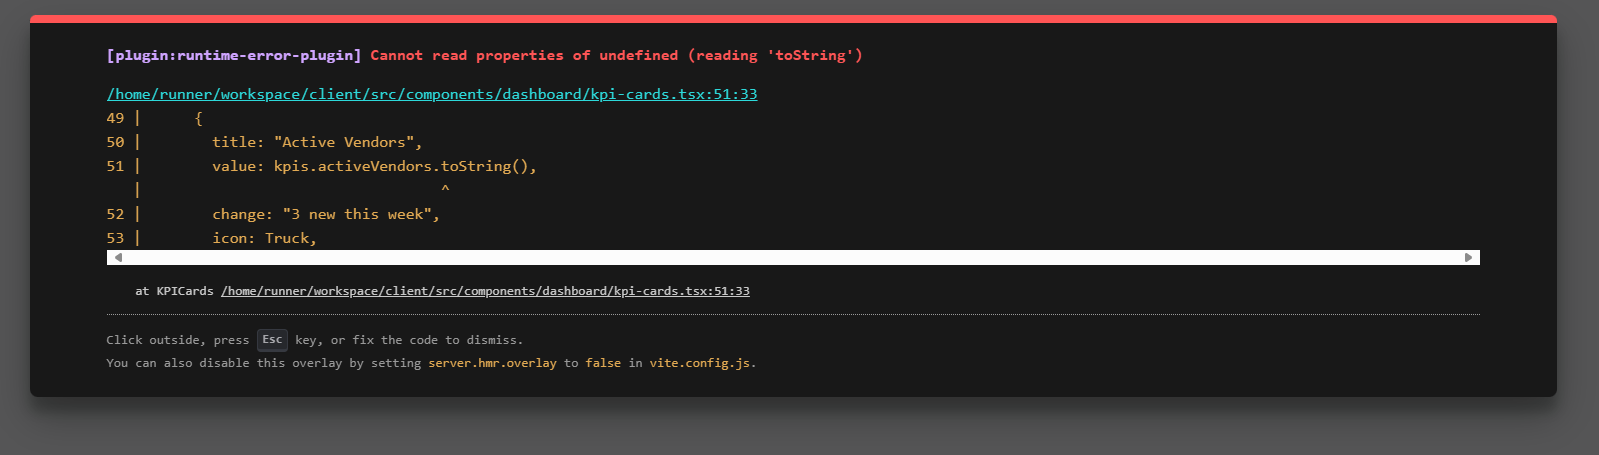 [plugin:runtime-error-plugin] Cannot read properties of undefined (reading 'toString')
/home/runner/workspace/client/src/components/dashboard/kpi-cards.tsx:51:33
49 |      {
50 |        title: "Active Vendors",
51 |        value: kpis.activeVendors.toString(),
   |                                  ^
52 |        change: "3 new this week",
53 |        icon: Truck,
at KPICards /home/runner/workspace/client/src/components/dashboard/kpi-cards.tsx:51:33
Click outside, press Esc key, or fix the code to dismiss.
You can also disable this overlay by setting server.hmr.overlay to false in vite.config.js.